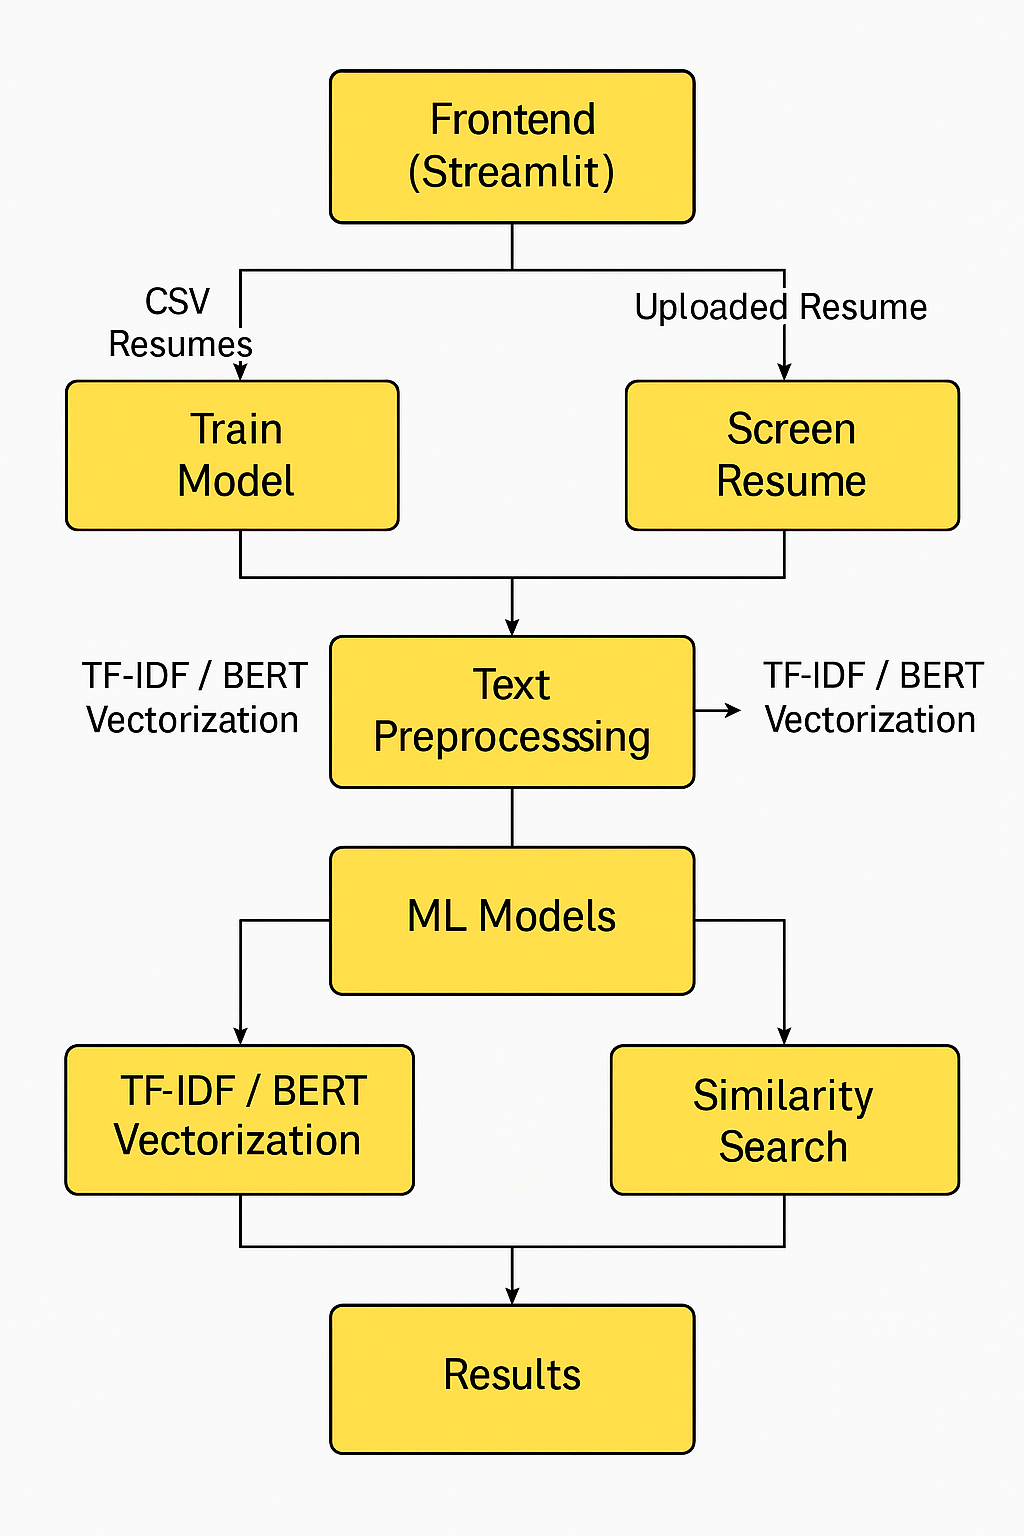 Frontend
(Streamlit)
CSV
Resumes
Uploaded Resume
Train
Model
Screen
Resume
TF-IDF / BERT
Vectorization
Text
Preprocesssing
TF-IDF / BERT
Vectorization
ML Models
TF-IDF / BERT
Vectorization
Similarity
Search
Results